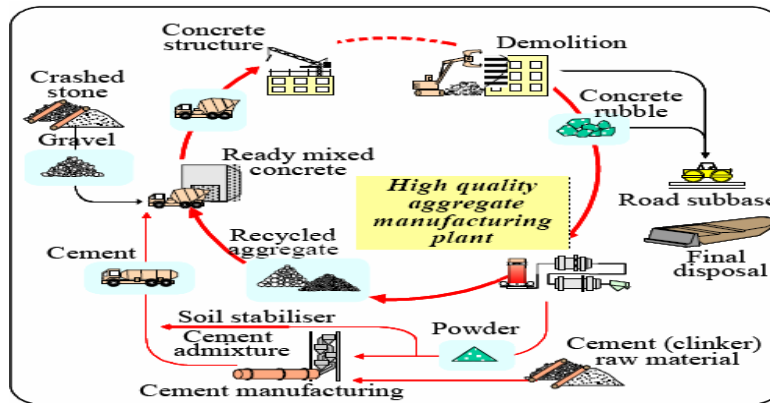 Concrete
structure
Demolition
Crashed
stone
Gravel
Concrete
rubble
Ready mixed
concrete
High quality
aggregate
manufacturing
plant
Road subbase
Final
disposal
Cement
Recycled
aggregate
Soil stabiliser
Cement
admixture
Powder
Cement (clinker)
raw material
Cement manufacturing